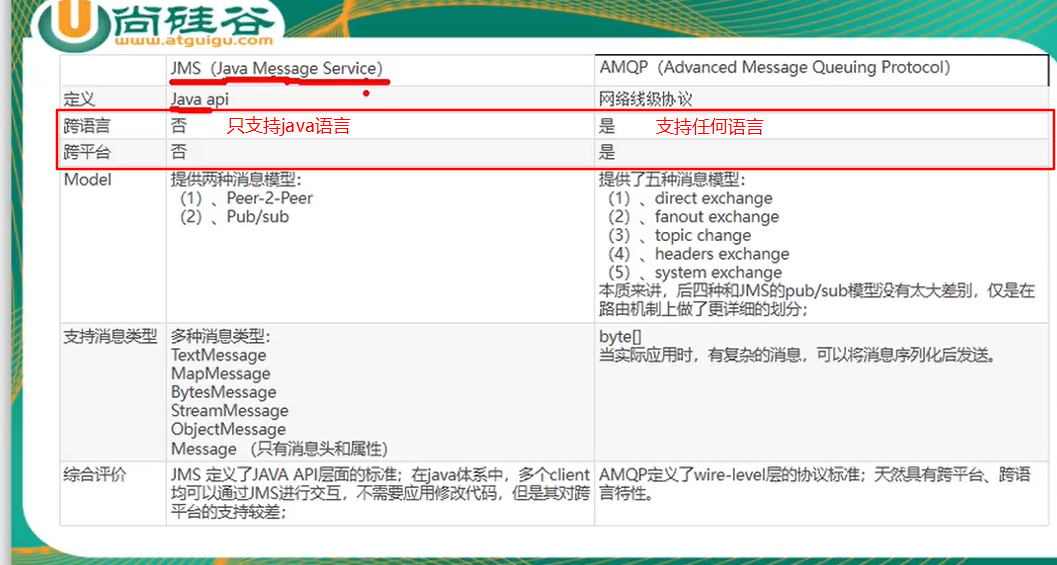 尚硅谷
www.atguigu.com
JMS（Java Message Service）
AMQP（Advanced Message Queuing Protocol）
定义
Java api
网络线级协议
跨语言
否
只支持java语言
是
支持任何语言
跨平台
否
是
Model
提供两种消息模型：
（1）、Peer-2-Peer
（2）、Pub/sub
提供了五种消息模型：
（1）、direct exchange
（2）、fanout exchange
（3）、topic change
（4）、headers exchange
（5）、system exchange
本质来讲，后四种和JMS的pub/sub模型没有太大差别，仅是在
路由机制上做了更详细的划分；
支持消息类型
多种消息类型：
TextMessage
MapMessage
BytesMessage
StreamMessage
ObjectMessage
Message （只有消息头和属性）
byte[]
当实际应用时，有复杂的消息，可以将消息序列化后发送。
综合评价
JMS 定义了JAVA API层面的标准；在java体系中，多个client
均可以通过JMS进行交互，不需要应用修改代码，但是其对跨
平台的支持较差；
AMQP定义了wire-level层的协议标准；天然具有跨平台、跨语
言特性。